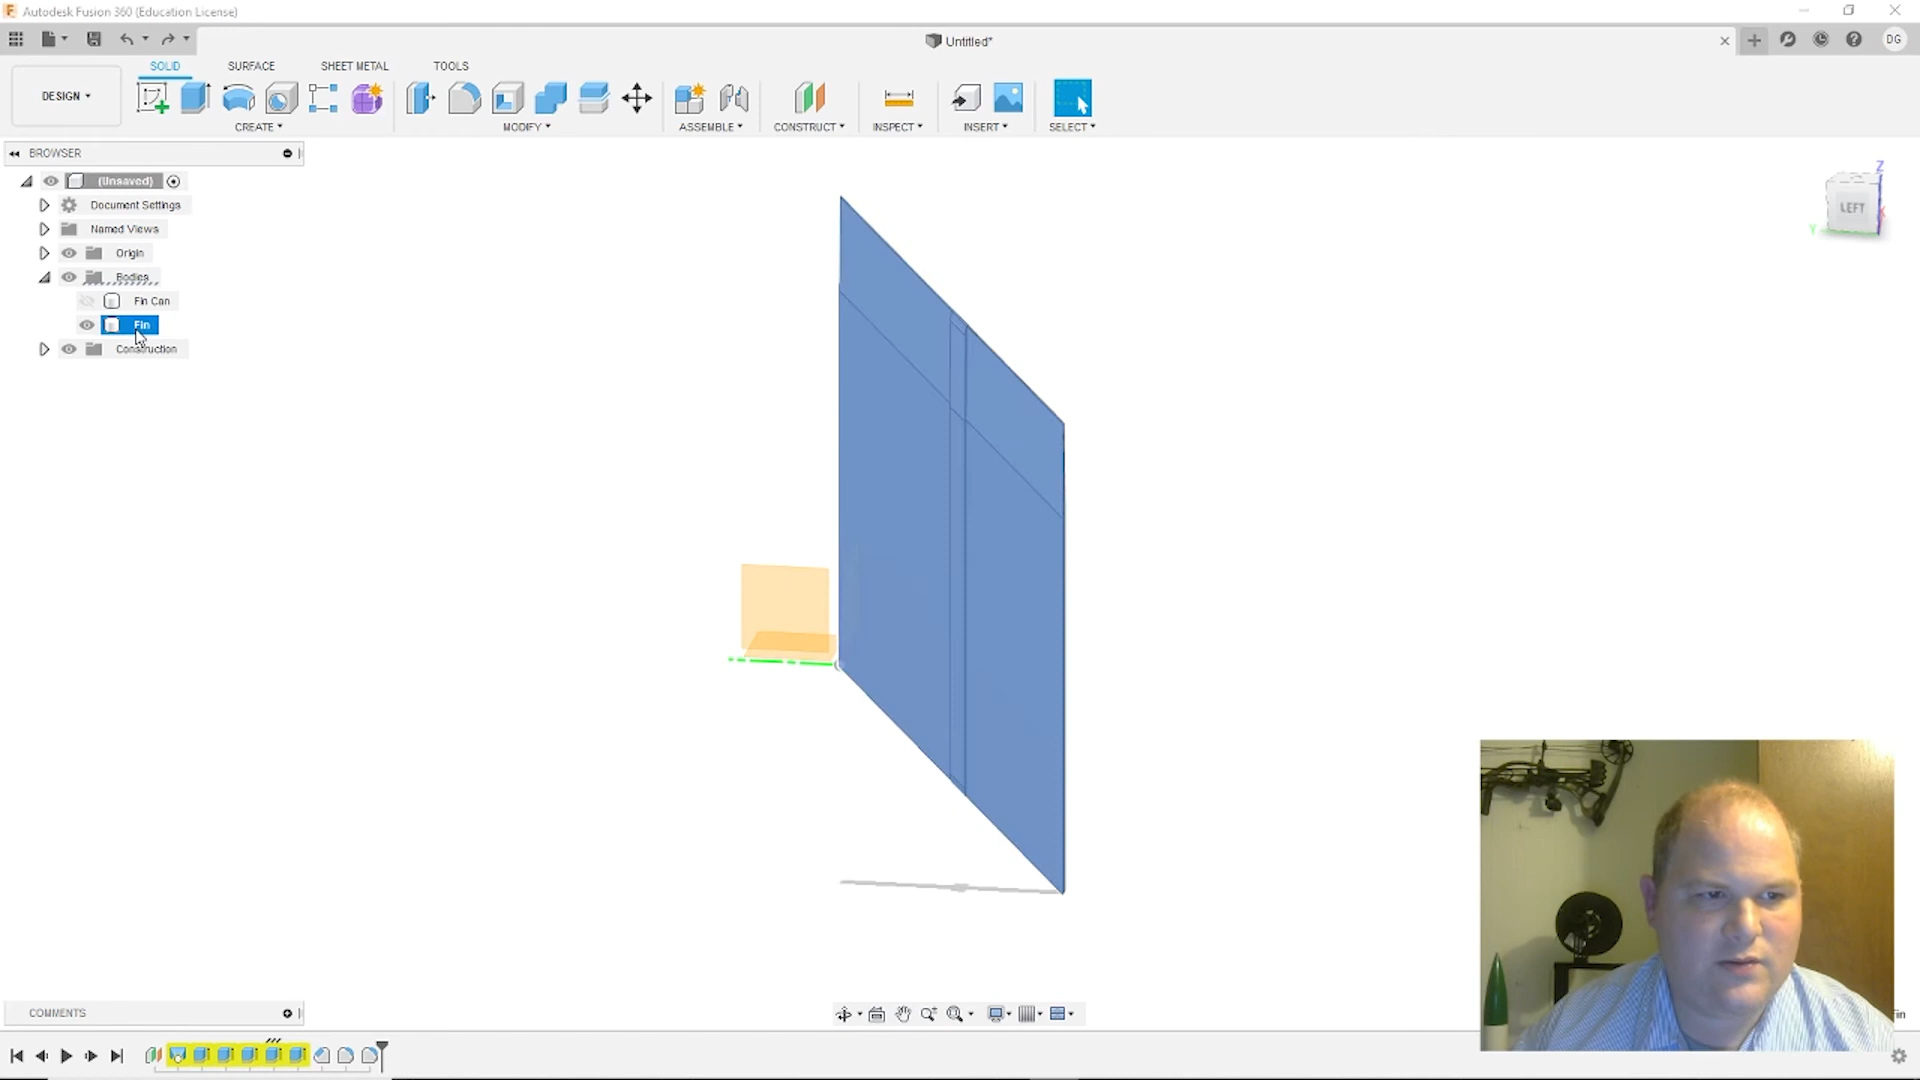 Autodesk Fusion 360 (Education License)
Untitled*
DG
DESIGN
SOLID
SURFACE
SHEET METAL
TOOLS
CREATE
MODIFY
ASSEMBLE
CONSTRUCT
INSPECT
INSERT
SELECT
BROWSER
(Unsaved)
Document Settings
Named Views
Origin
Bodies
Fin Can
Fin
Construction
Z
LEFT
Y
COMMENTS